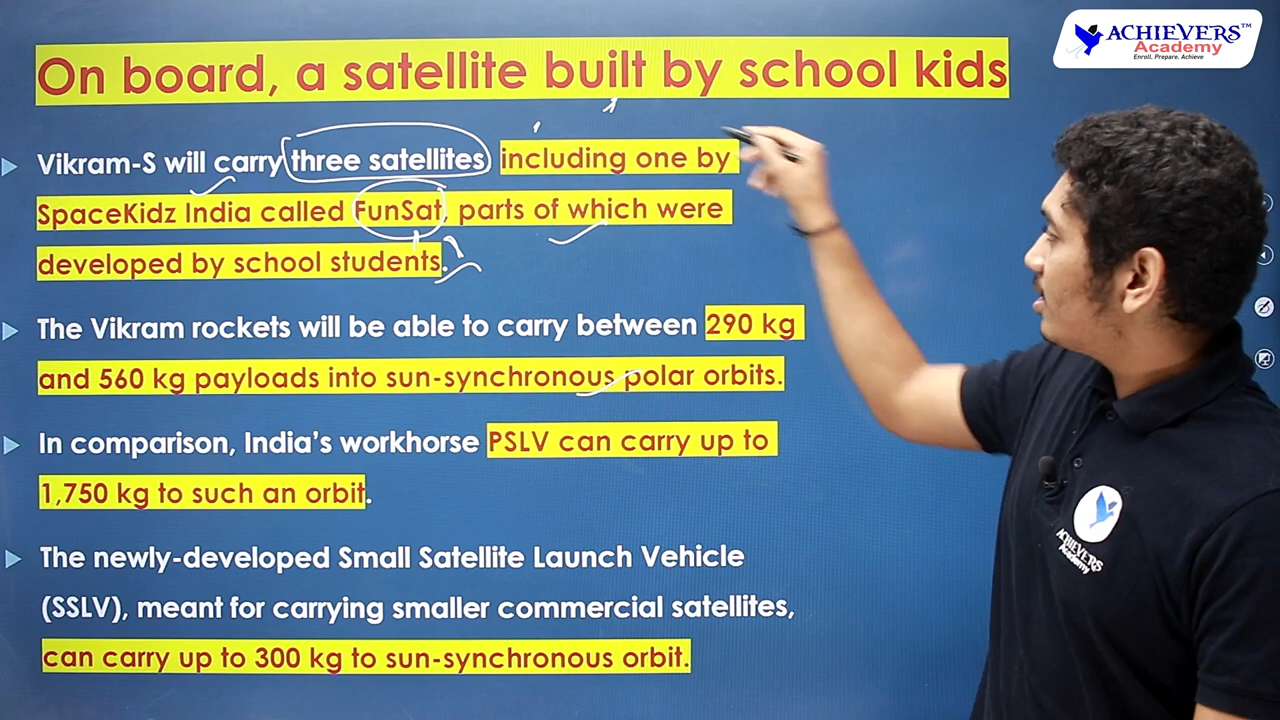 ACHIEVERS™
Academy
Enroll. Prepare. Achieve
On board, a satellite built by school kids
Vikram-S will carry three satellites including one by
SpaceKidz India called FunSat, parts of which were
developed by school students.
The Vikram rockets will be able to carry between 290 kg
and 560 kg payloads into sun-synchronous polar orbits.
In comparison, India's workhorse PSLV can carry up to
1,750 kg to such an orbit.
The newly-developed Small Satellite Launch Vehicle
(SSLV), meant for carrying smaller commercial satellites,
can carry up to 300 kg to sun-synchronous orbit.
ACHIEVERS
Academy